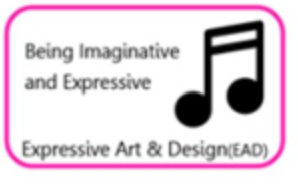 Being Imaginative
and Expressive
Expressive Art & Design(EAD)